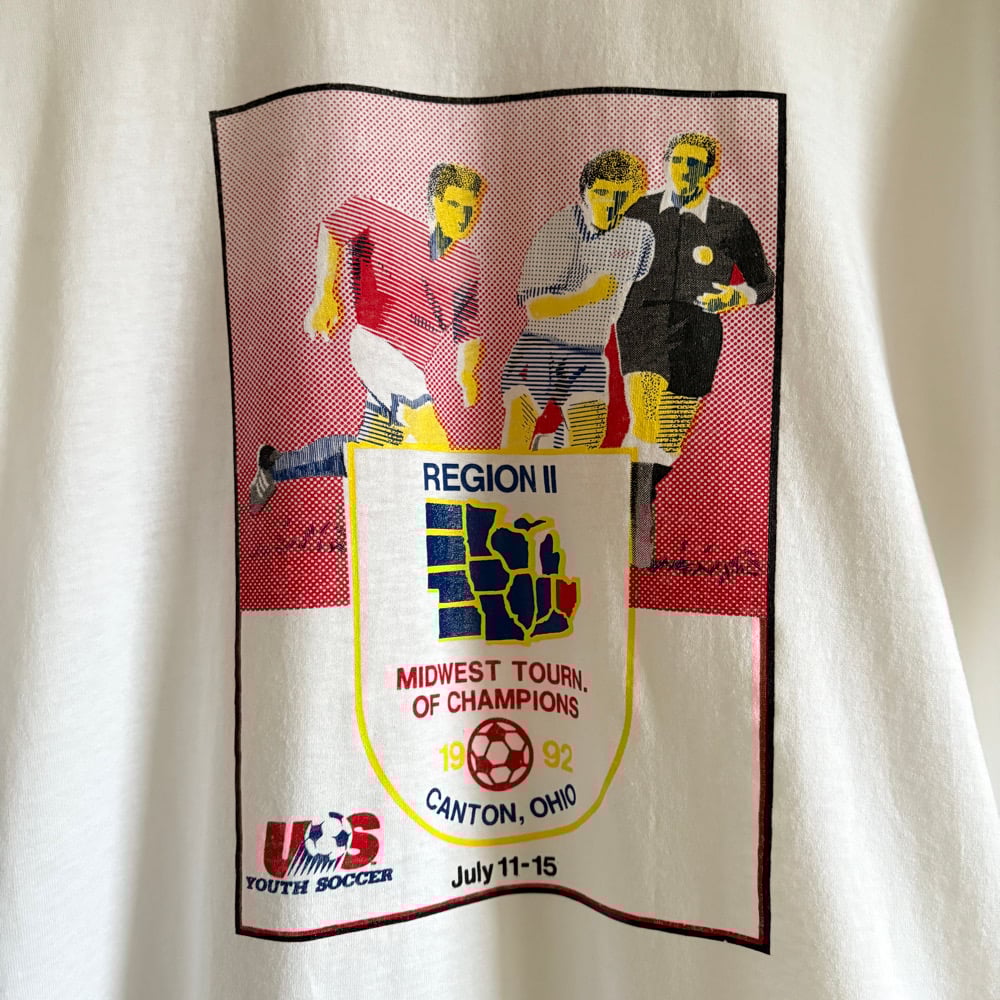 REGION II
MIDWEST TOURN.
OF CHAMPIONS
19 92
CANTON, OHIO
US
YOUTH SOCCER
July 11-15